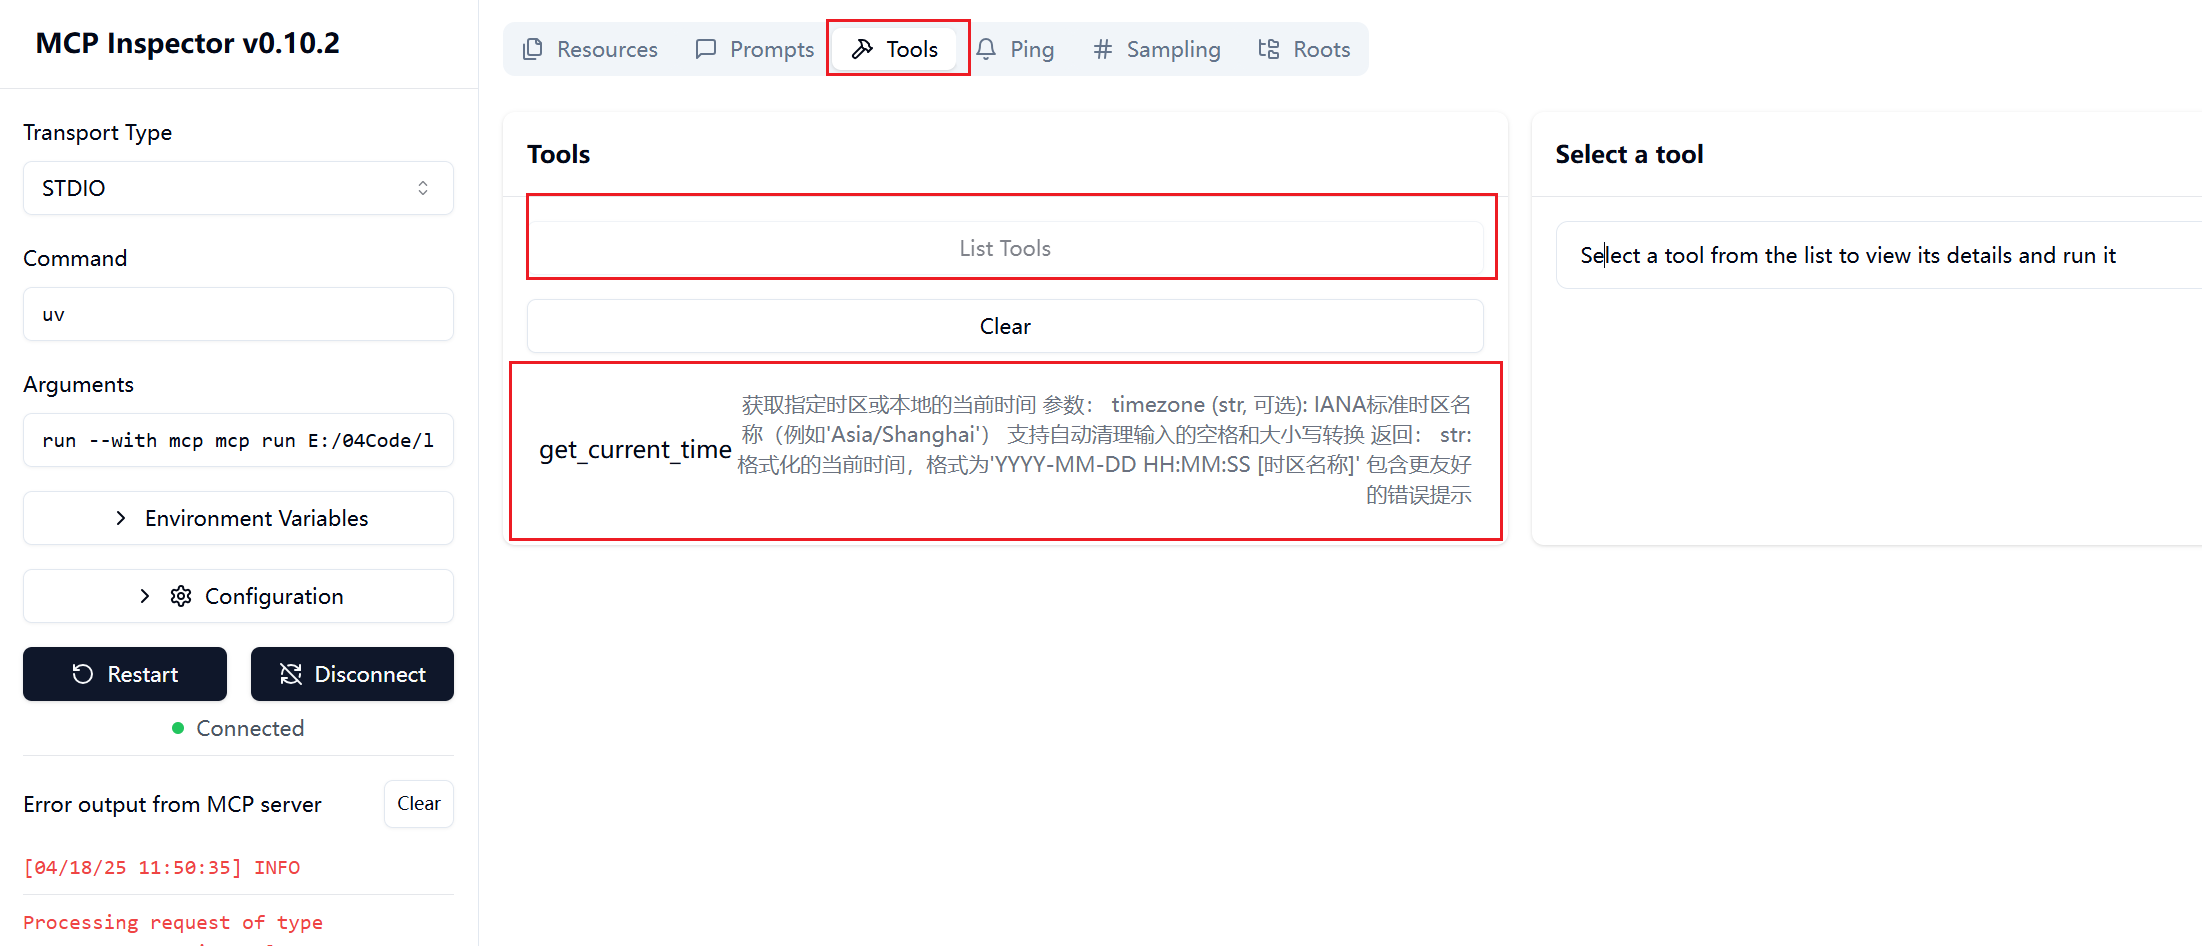 MCP Inspector v0.10.2
Transport Type
STDIO
Command
uv
Arguments
run --with mcp mcp run E:/04Code/l
Environment Variables
Configuration
Restart
Disconnect
Connected
Error output from MCP server
Clear
[04/18/25 11:50:35] INFO
Processing request of type
Resources
Prompts
Tools
Ping
Sampling
Roots
Tools
List Tools
Clear
get_current_time
获取指定时区或本地的当前时间 参数： timezone (str, 可选): IANA标准时区名
称（例如'Asia/Shanghai'） 支持自动清理输入的空格和大小写转换 返回： str:
格式化的当前时间，格式为'YYYY-MM-DD HH:MM:SS [时区名称]' 包含更友好
的错误提示
Select a tool
Select a tool from the list to view its details and run it